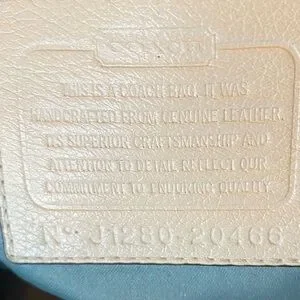 COACH
THIS IS A COACH BAG. IT WAS
HANDCRAFTED FROM GENUINE LEATHER.
ITS SUPERIOR CRAFTSMANSHIP AND
ATTENTION TO DETAIL REFLECT OUR
COMMITMENT TO ENDURING QUALITY.
Nº J1280-20466